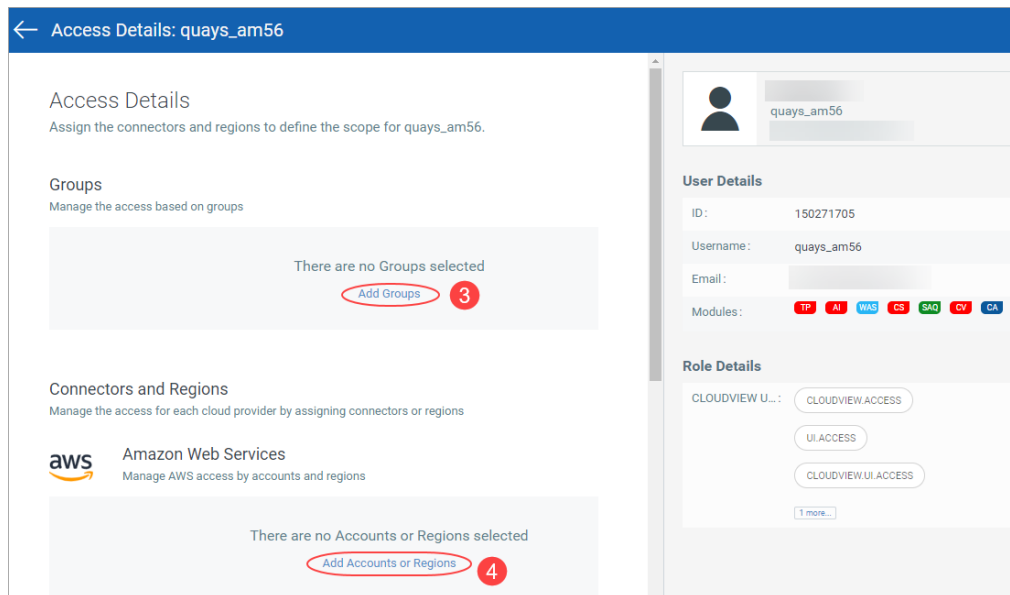 Access Details: quays_am56
Access Details
Assign the connectors and regions to define the scope for quays_am56.
Groups
Manage the access based on groups
There are no Groups selected
Add Groups
3
Connectors and Regions
Manage the access for each cloud provider by assigning connectors or regions
aws
Amazon Web Services
Manage AWS access by accounts and regions
There are no Accounts or Regions selected
Add Accounts or Regions
4
quays_am56
User Details
ID: 150271705
Username: quays_am56
Email:
Modules: TP AI WAS CS SAQ CV CA
Role Details
CLOUDVIEW U...: CLOUDVIEW.ACCESS
UI.ACCESS
CLOUDVIEW.UI.ACCESS
1 more...